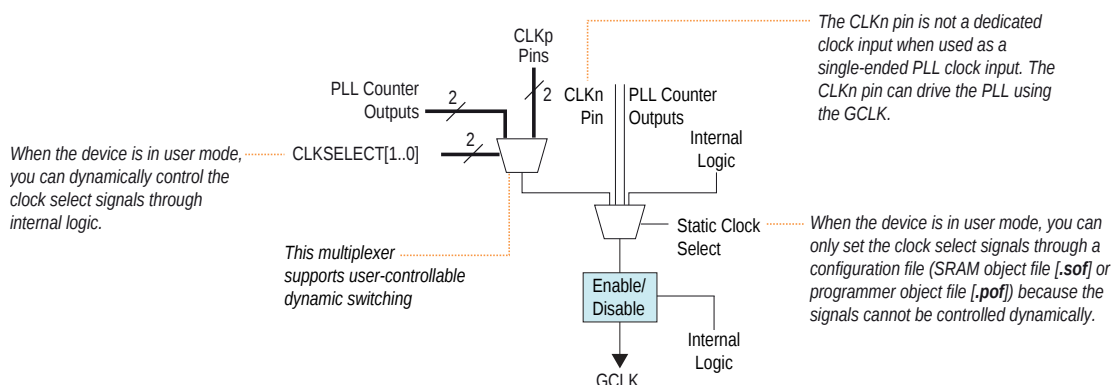 CLKp
Pins
2
PLL Counter
Outputs
2
CLKSELECT[1..0]
2
When the device is in user mode,
you can dynamically control the
clock select signals through
internal logic.
This multiplexer
supports user-controllable
dynamic switching
CLKn
Pin
PLL Counter
Outputs
Internal
Logic
The CLKn pin is not a dedicated
clock input when used as a
single-ended PLL clock input. The
CLKn pin can drive the PLL using
the GCLK.
Static Clock
Select
When the device is in user mode, you can
only set the clock select signals through a
configuration file (SRAM object file [.sof] or
programmer object file [.pof]) because the
signals cannot be controlled dynamically.
Enable/
Disable
Internal
Logic
GCLK